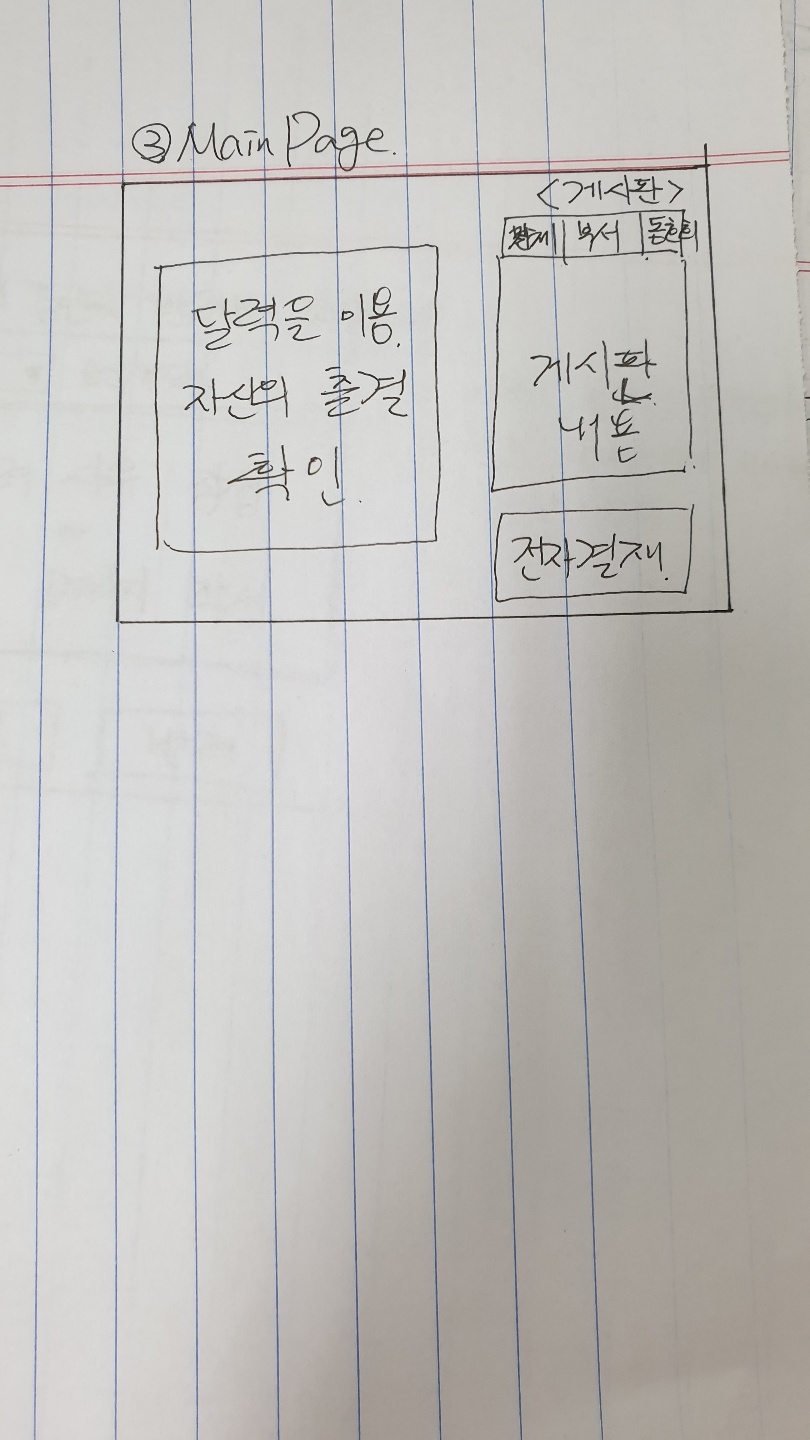 ③ Main Page.
달력을 이용.
자신의 출결
확인.
<게시판>
전체 부서 동호회
게시판
내용
전자결재.